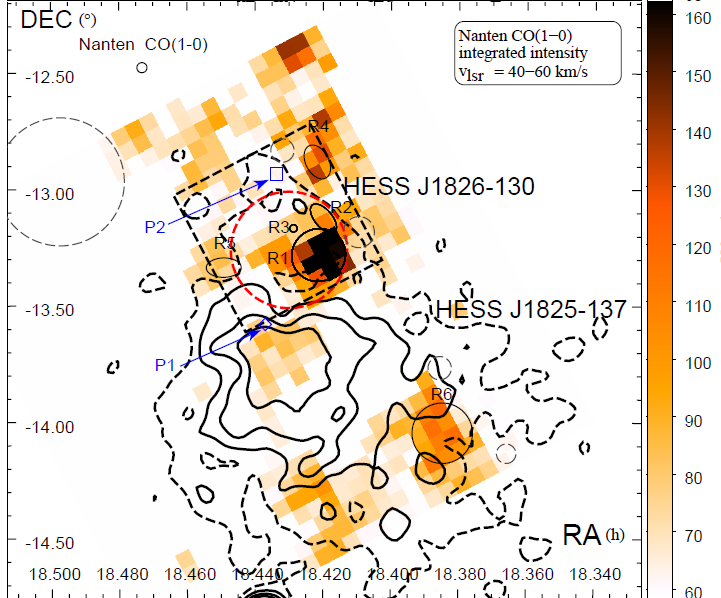 DEC (°)
Nanten CO(1-0)
Nanten CO(1−0)
integrated intensity
vlsr = 40−60 km/s
160
150
140
130
120
110
100
90
80
70
60
-12.50
-13.00
-13.50
-14.00
-14.50
R4
HESS J1826-130
P2
R2
R3
R5
R1
HESS J1825-137
P1
R6
RA (h)
18.500
18.480
18.460
18.440
18.420
18.400
18.380
18.360
18.340